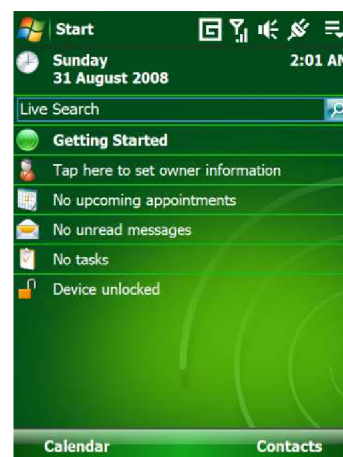 Start
Sunday
31 August 2008
2:01 AM
Live Search
Getting Started
Tap here to set owner information
No upcoming appointments
No unread messages
No tasks
Device unlocked
Calendar
Contacts